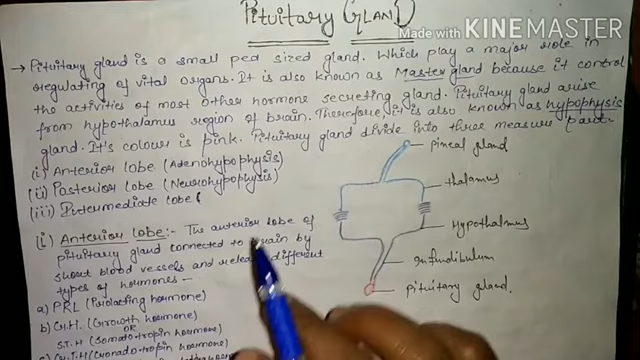 Pituitary GLAND
Made with KINEMASTER
→ Pituitary gland is a small pea sized gland. Which play a major role in
regulating of vital organs. It is also known as Master gland because it control
the activities of most other hormone secreting gland. Pituitary gland arise
from hypothalamus region of brain. Therefore, it is also known as hypophysis
gland. It's colour is pink. Pituitary gland divide into three measure parts
(i) Anterior lobe (Adenohypophysis)
(ii) Posterior lobe (Neurohypophysis)
(iii) Intermediate lobe
pineal gland
thalamus
Hypothalmus
Infudibulum
pituitary gland.
(i) Anterior lobe:- The anterior lobe of
pituitary gland connected to brain by
short blood vessels and release different
types of hormones -
a) PRL (Prolating hormone)
b) G.H. (Growth hormone)
OR
S.T.H (Somato-tropin hormone)